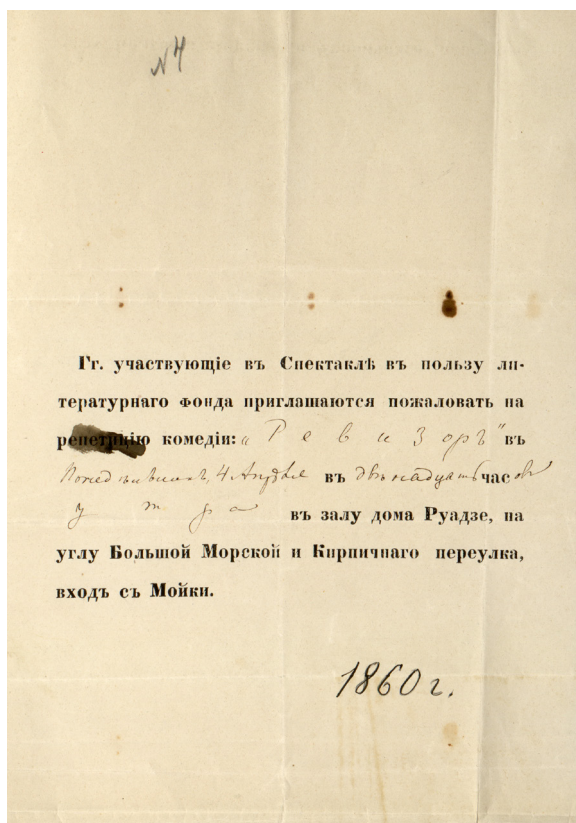 N 4
Гг. участвующіе въ Спектаклѣ въ пользу ли-
тературнаго фонда приглашаются пожаловать на
репетицію комедіи: „Ревизоръ" въ
Понедѣльникъ, 4 Апрѣля въ двѣнадцать часовъ
утра въ залу дома Руадзе, на
углу Большой Морской и Кирпичнаго переулка,
входъ съ Мойки.
1860 г.